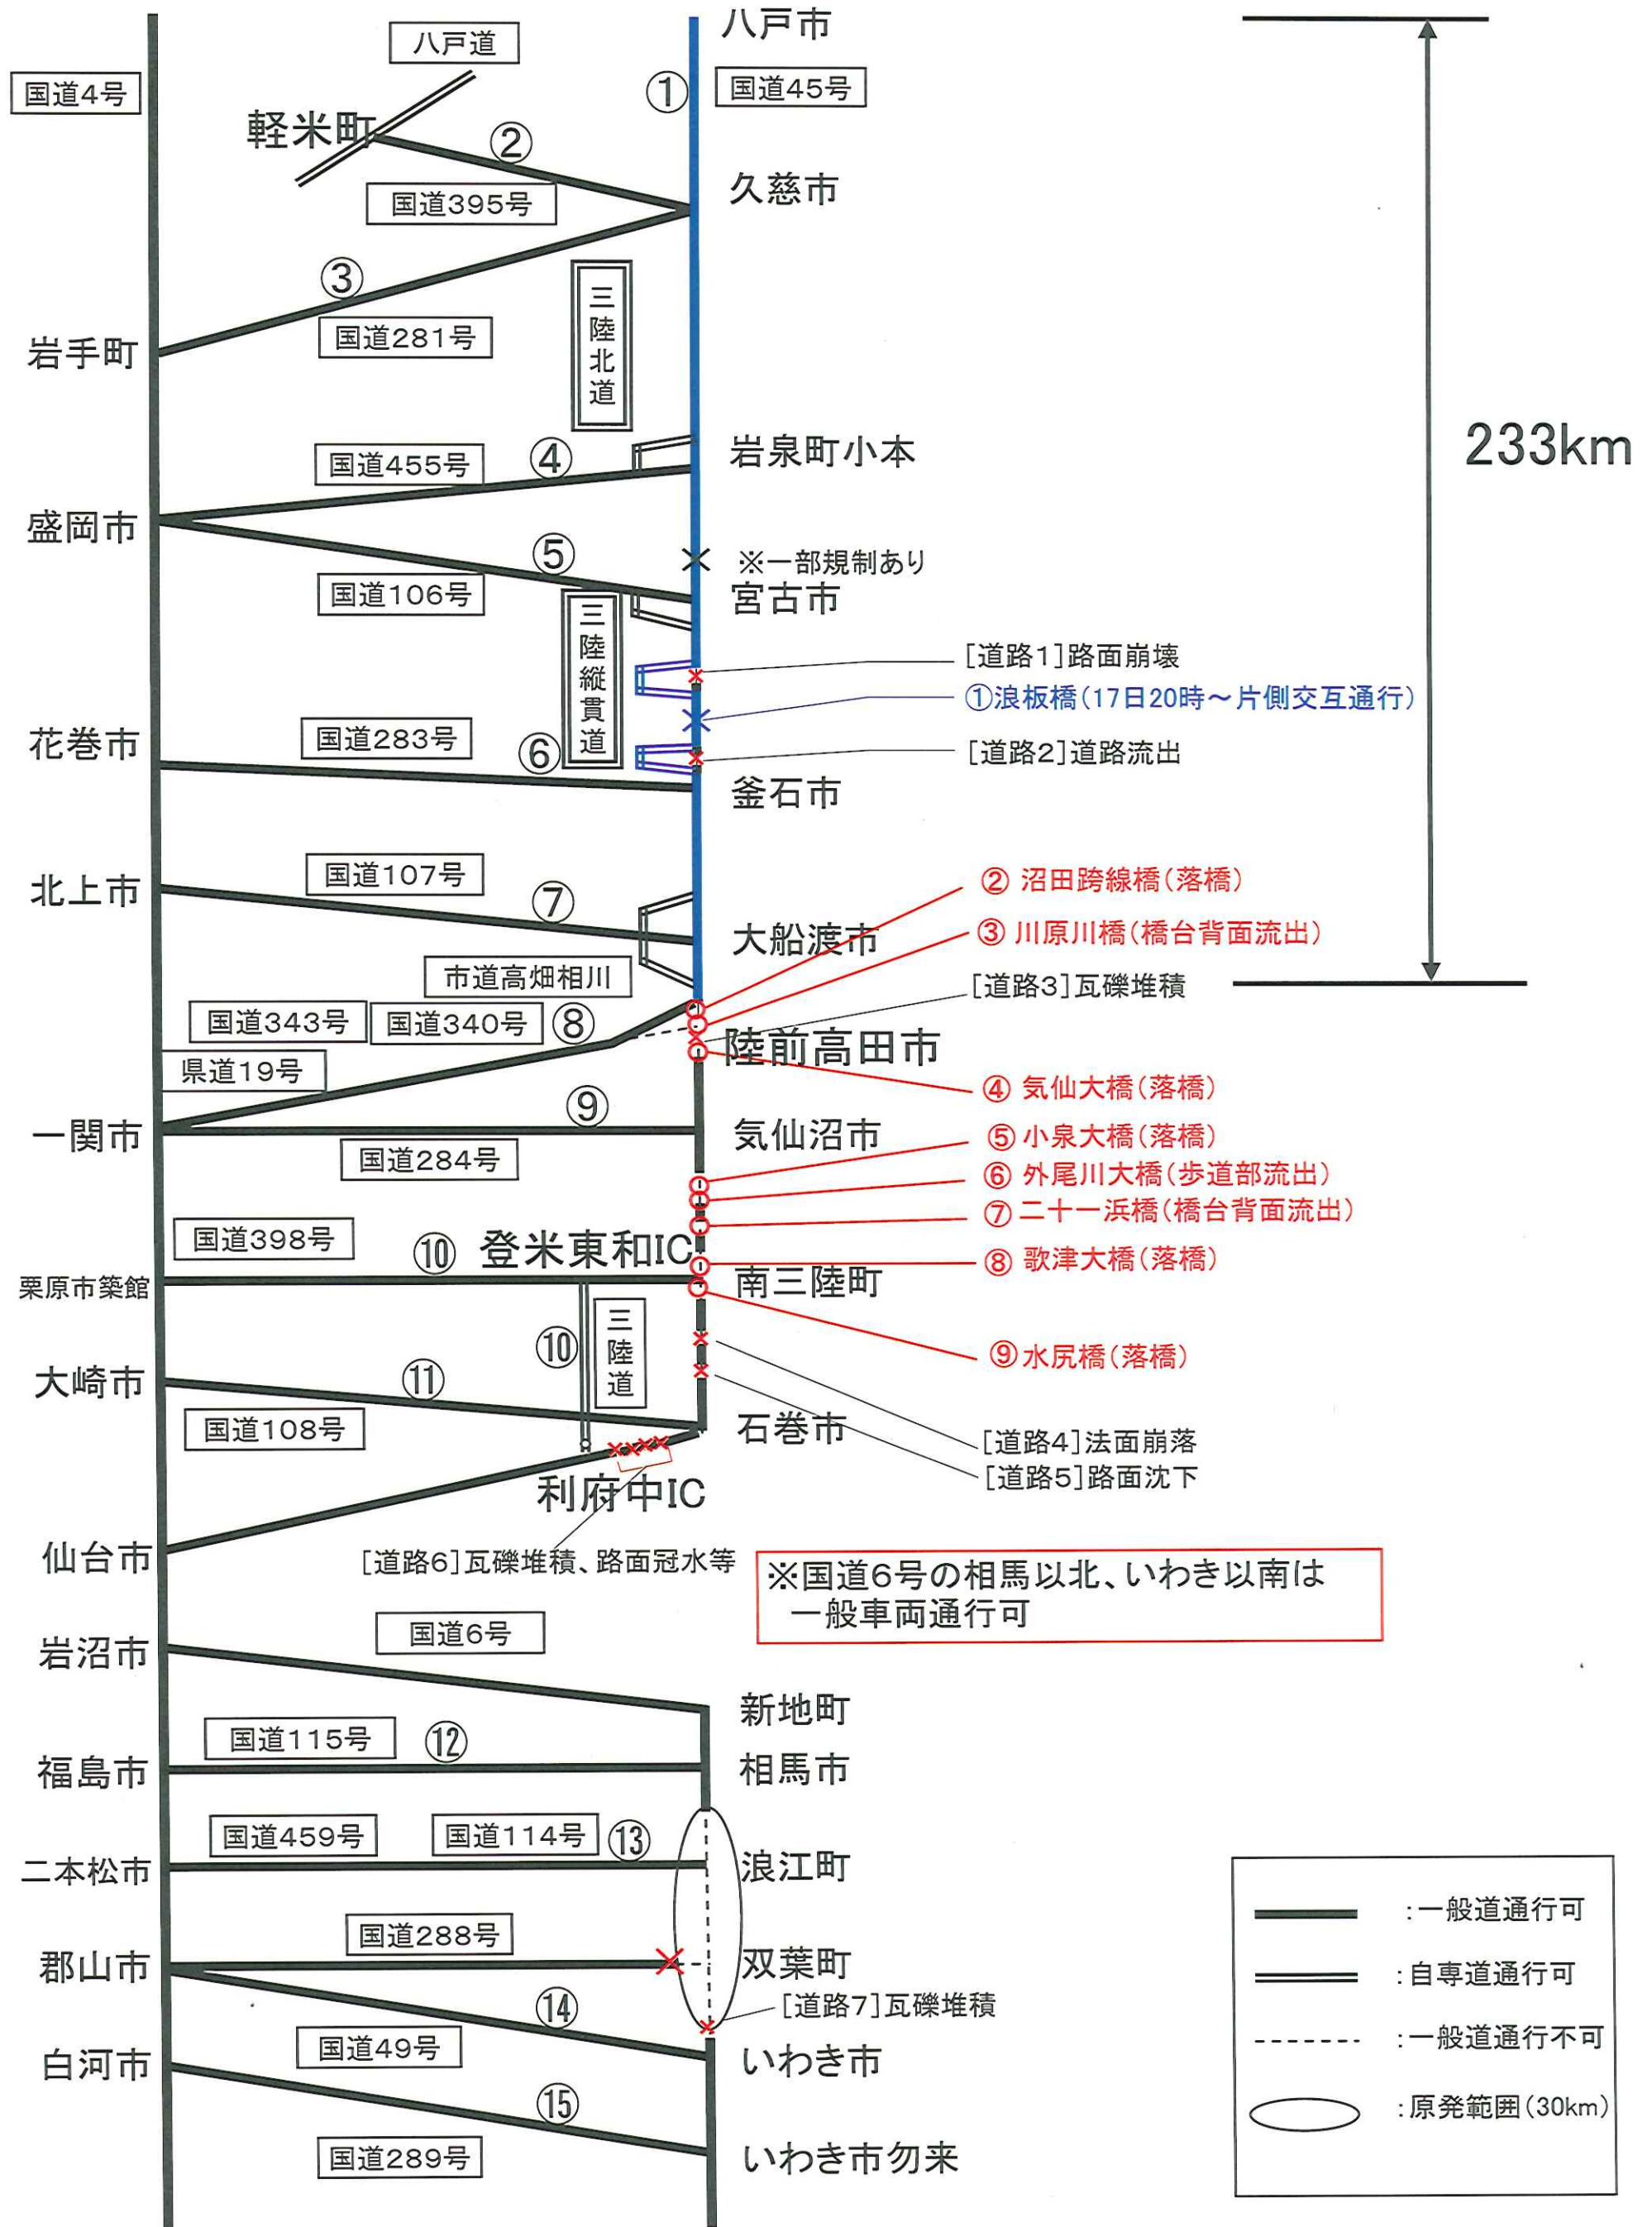 八戸市
八戸道
国道4号
①
国道45号
軽米町
②
久慈市
国道395号
③
三陸北道
国道281号
岩手町
233km
国道455号
④
岩泉町小本
盛岡市
⑤
※一部規制あり
国道106号
宮古市
三陸縦貫道
[道路1]路面崩壊
①浪板橋(17日20時～片側交互通行)
国道283号
⑥
花巻市
[道路2]道路流出
釜石市
国道107号
⑦
北上市
② 沼田跨線橋(落橋)
③ 川原川橋(橋台背面流出)
大船渡市
市道高畑相川
[道路3]瓦礫堆積
国道343号
国道340号
⑧
陸前高田市
県道19号
④ 気仙大橋(落橋)
⑨
一関市
気仙沼市
⑤ 小泉大橋(落橋)
国道284号
⑥ 外尾川大橋(歩道部流出)
⑦ 二十一浜橋(橋台背面流出)
国道398号
⑩
登米東和IC
⑧ 歌津大橋(落橋)
栗原市築館
南三陸町
⑩
三陸道
⑨ 水尻橋(落橋)
大崎市
⑪
国道108号
石巻市
[道路4]法面崩落
[道路5]路面沈下
利府中IC
仙台市
[道路6]瓦礫堆積、路面冠水等
※国道6号の相馬以北、いわき以南は
一般車両通行可
国道6号
岩沼市
新地町
国道115号
⑫
福島市
相馬市
国道459号
国道114号
⑬
二本松市
浪江町
国道288号
郡山市
双葉町
[道路7]瓦礫堆積
⑭
国道49号
白河市
いわき市
⑮
国道289号
いわき市勿来
:一般道通行可
:自専道通行可
:一般道通行不可
:原発範囲(30km)